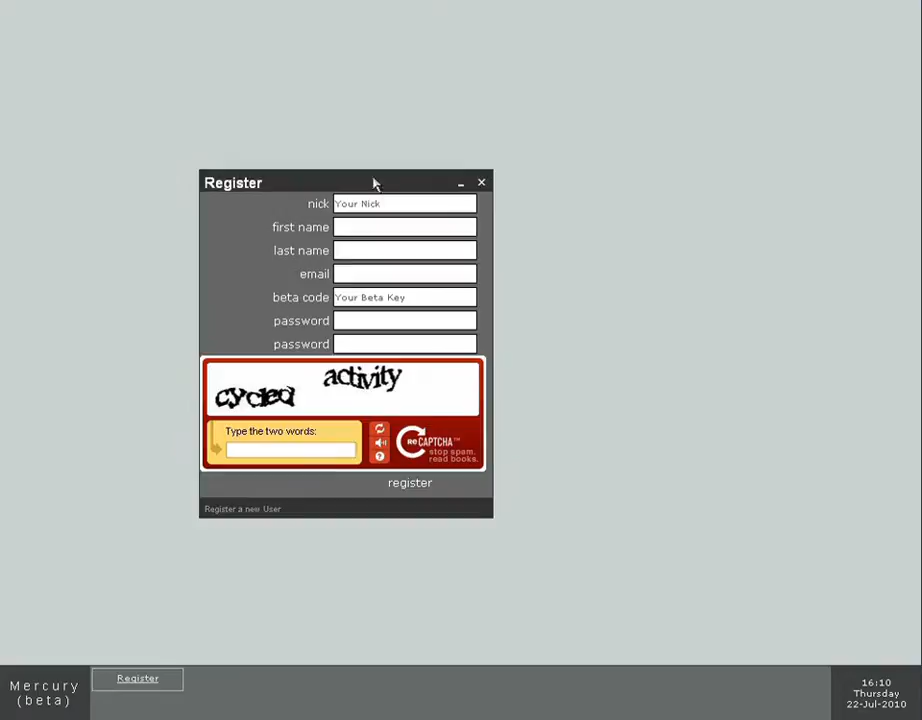 Register
nick Your Nick
first name
last name
email
beta code Your Beta Key
password
password
cycled activity
Type the two words:
reCAPTCHA™
stop spam.
read books.
register
Register a new User
Mercury
(beta)
Register
16:10
Thursday
22-Jul-2010